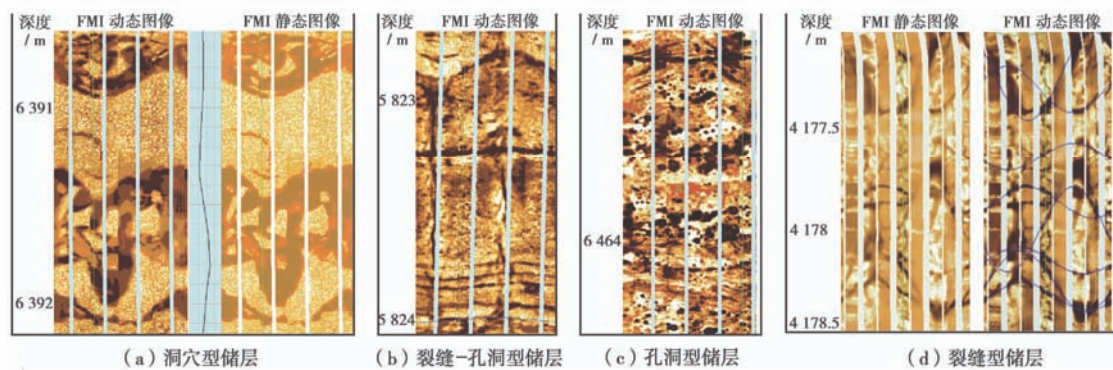 深度
/ m
FMI 动态图像
FMI 静态图像
6 391
6 392
(a)洞穴型储层
深度
/ m
FMI 动态图像
5 823
5 824
(b)裂缝-孔洞型储层
深度
/ m
FMI 动态图像
6 464
(c)孔洞型储层
深度
/ m
FMI 静态图像
FMI 动态图像
4 177.5
4 178
4 178.5
(d)裂缝型储层